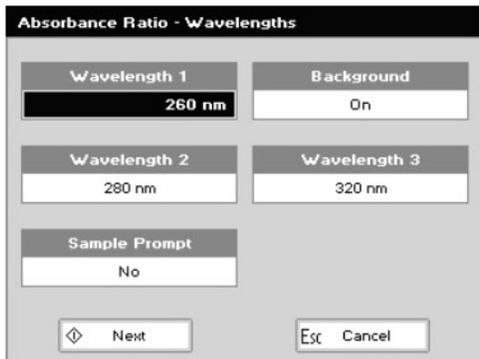 Absorbance Ratio - Wavelengths
Wavelength 1
260 nm
Background
On
Wavelength 2
280 nm
Wavelength 3
320 nm
Sample Prompt
No
Next
Esc Cancel